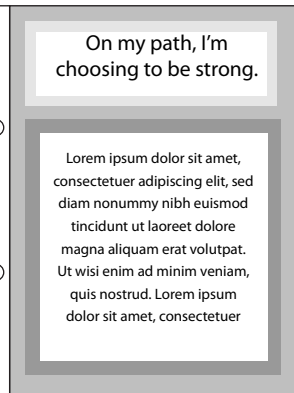 On my path, I’m
choosing to be strong.
Lorem ipsum dolor sit amet,
consectetuer adipiscing elit, sed
diam nonummy nibh euismod
tincidunt ut laoreet dolore
magna aliquam erat volutpat.
Ut wisi enim ad minim veniam,
quis nostrud. Lorem ipsum
dolor sit amet, consectetuer